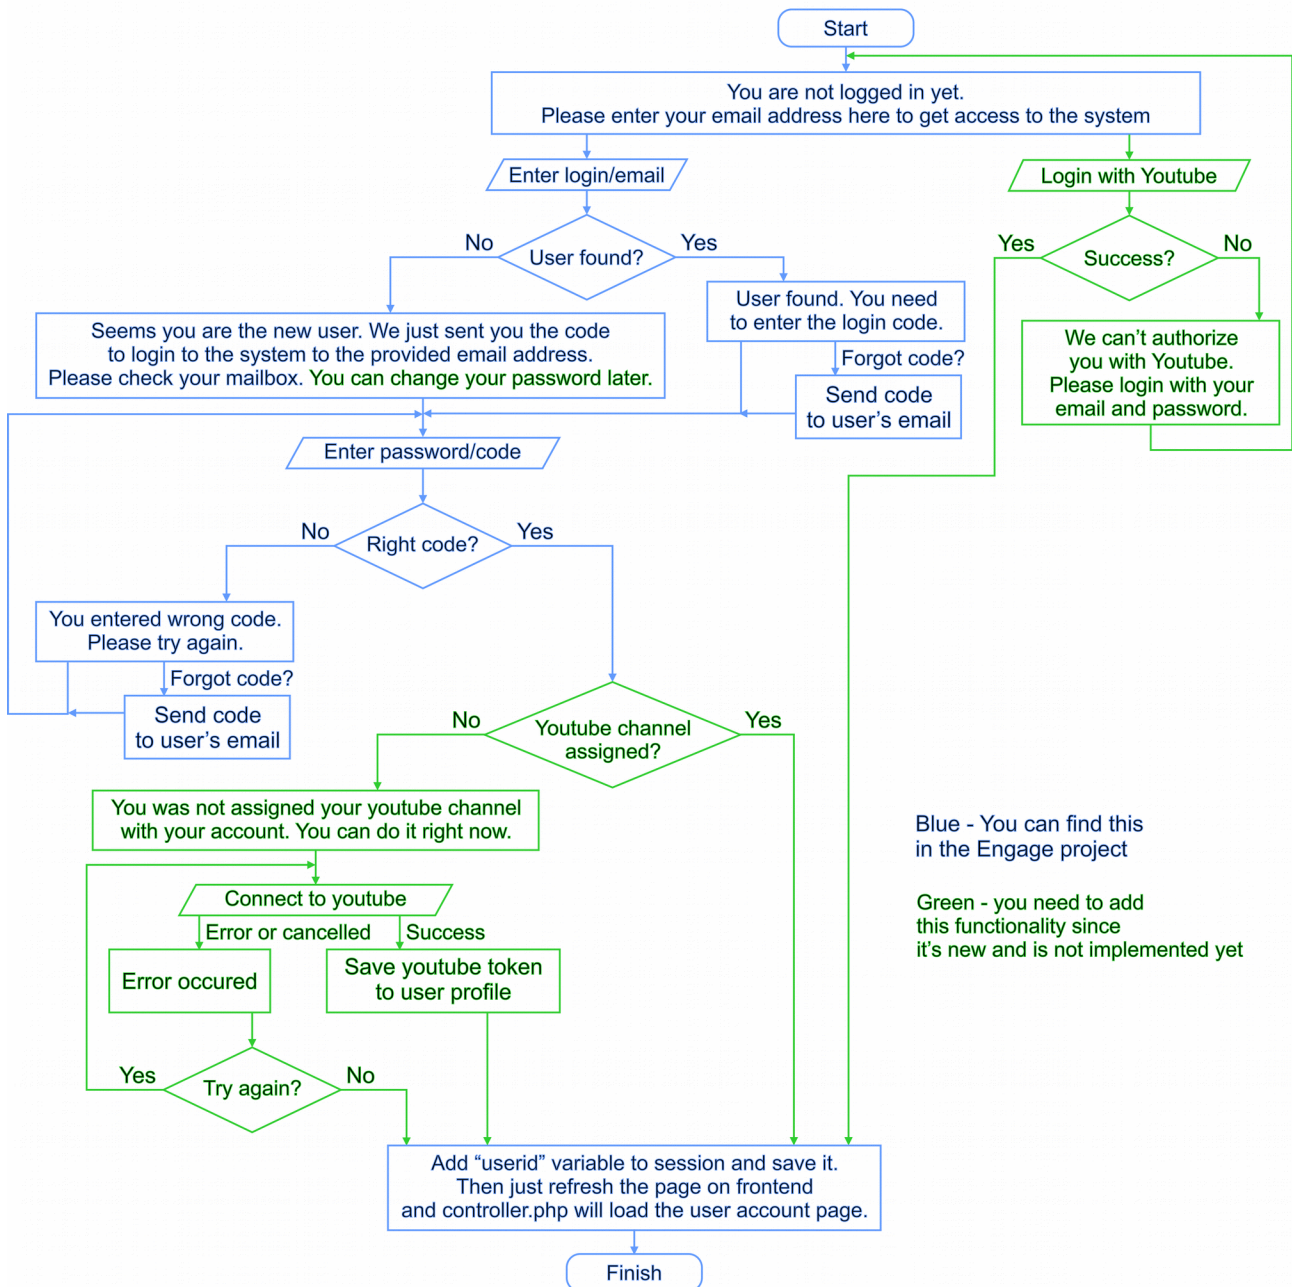 Start
You are not logged in yet.
Please enter your email address here to get access to the system
Enter login/email
Login with Youtube
No
User found?
Yes
Yes
Success?
No
Seems you are the new user. We just sent you the code
to login to the system to the provided email address.
Please check your mailbox. You can change your password later.
User found. You need
to enter the login code.
Forgot code?
Send code
to user's email
We can't authorize
you with Youtube.
Please login with your
email and password.
Enter password/code
No
Right code?
Yes
You entered wrong code.
Please try again.
Forgot code?
Send code
to user's email
No
Youtube channel
assigned?
Yes
You was not assigned your youtube channel
with your account. You can do it right now.
Connect to youtube
Error or cancelled
Success
Error occured
Save youtube token
to user profile
Yes
Try again?
No
Blue - You can find this
in the Engage project
Green - you need to add
this functionality since
it's new and is not implemented yet
Add “userid” variable to session and save it.
Then just refresh the page on frontend
and controller.php will load the user account page.
Finish